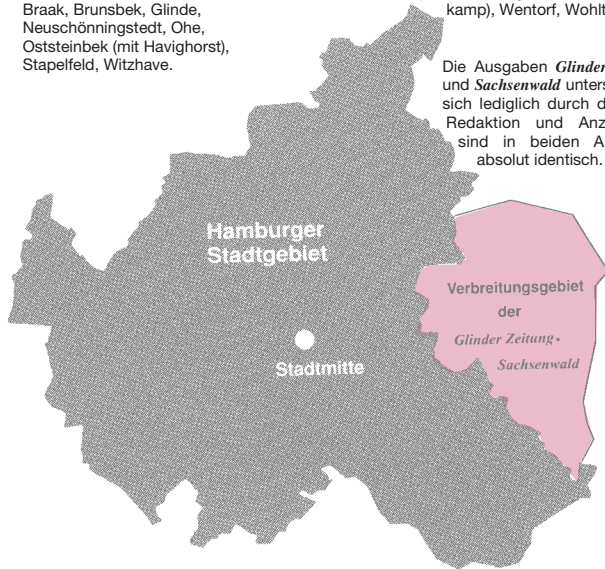 Braak, Brunsbek, Glinde,
Neuschönningstedt, Ohe,
Oststeinbek (mit Havighorst),
Stapelfeld, Witzhave.
kamp), Wentorf, Wohlt
Die Ausgaben Glinder
und Sachsenwald unters
sich lediglich durch d
Redaktion und Anz
sind in beiden A
absolut identisch.
Hamburger
Stadtgebiet
Stadtmitte
Verbreitungsgebiet
der
Glinder Zeitung•
Sachsenwald